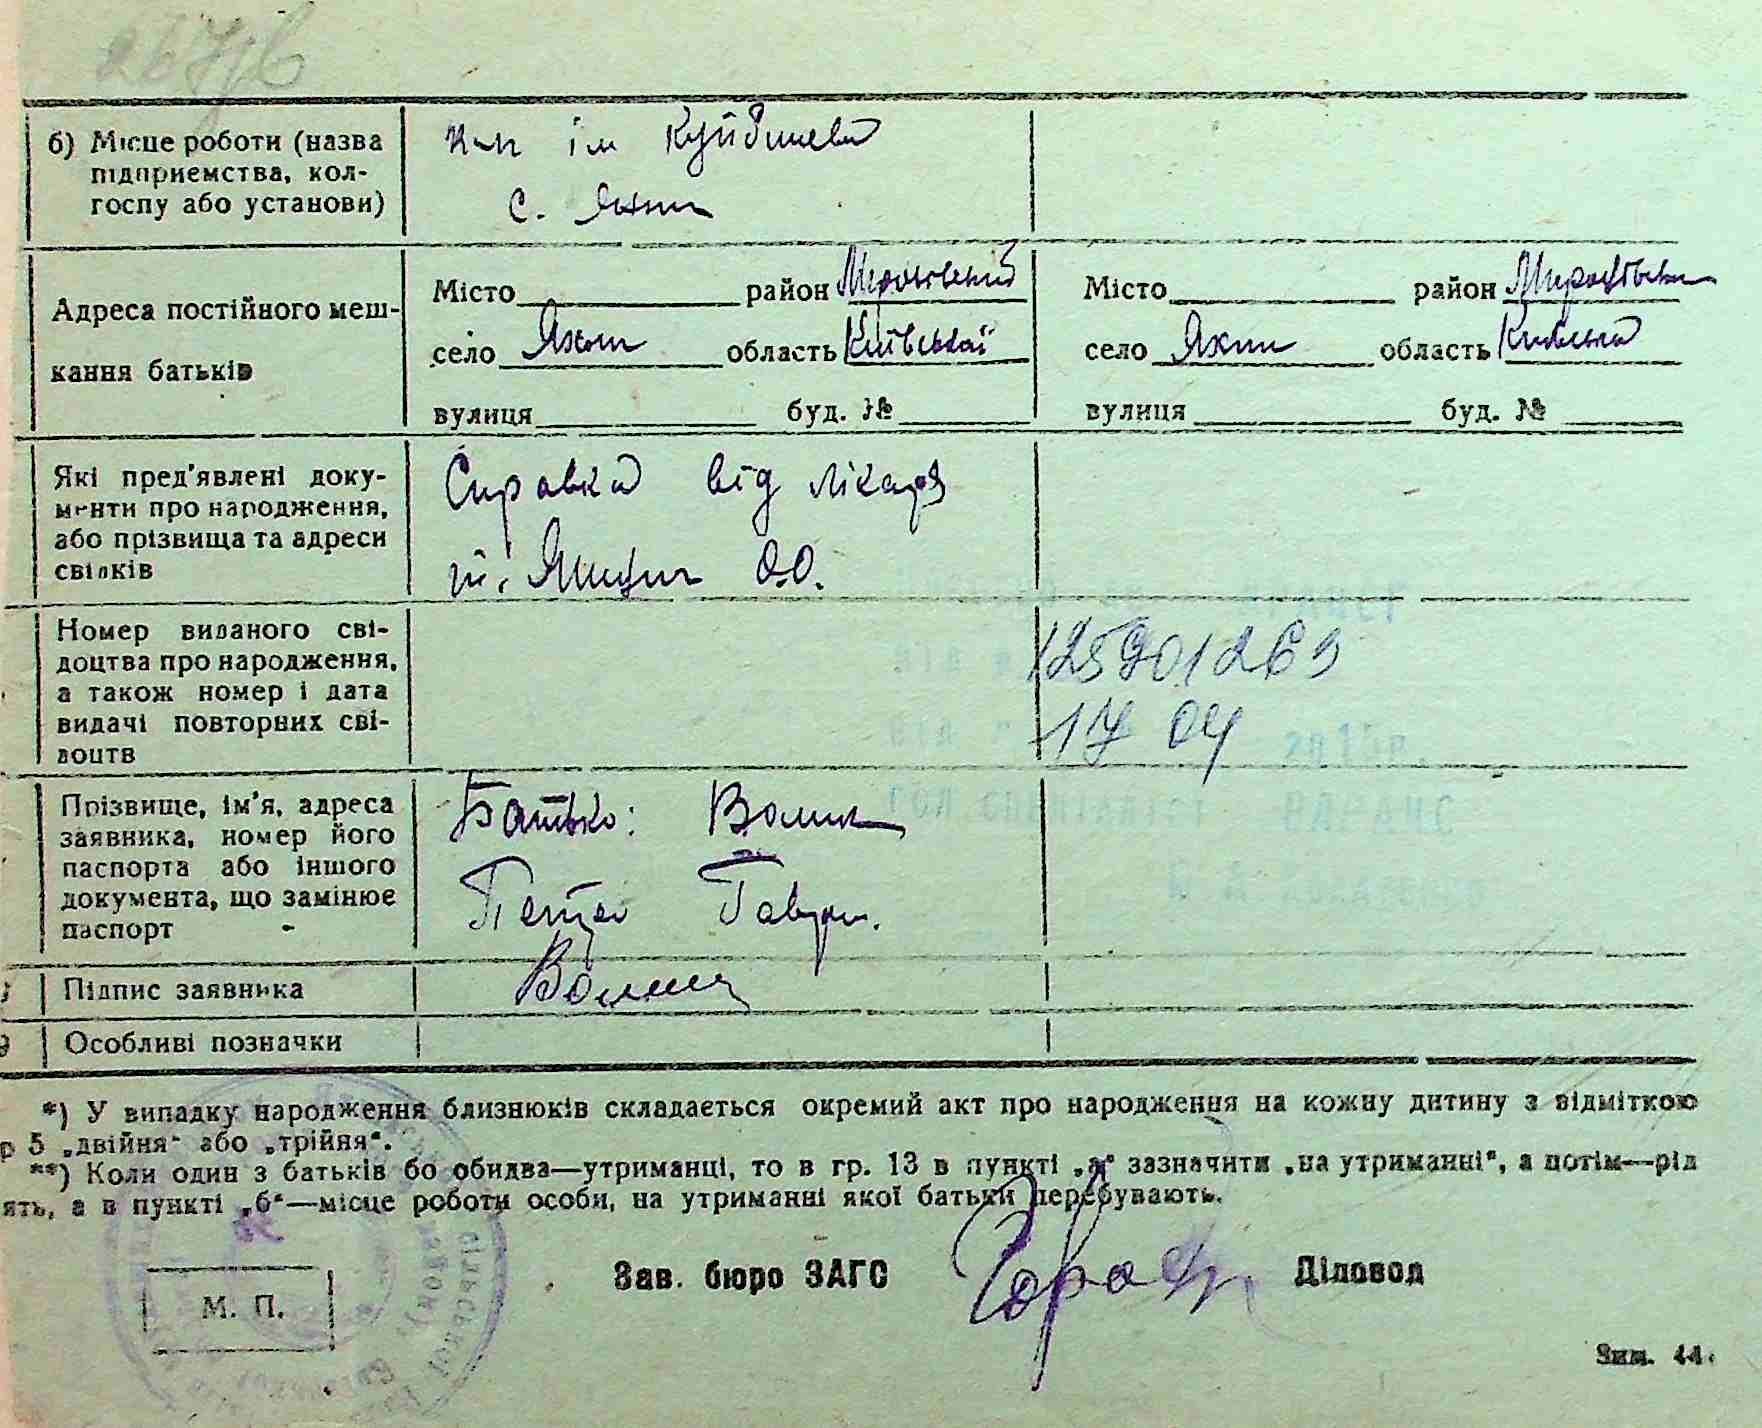 б) Місце роботи (назва
підприємства, кол-
госпу або установи)
к-п ім Куйбишева
с. Яхни
Адреса постійного меш-
кання батьків
Місто район Миронівський
село Яхни область Київської
вулиця буд. №
Місто район Миронівськи
село Яхни область Київська
вулиця буд. №
Які пред'явлені доку-
менти про народження,
або прізвища та адреси
свідків
Справка від лікаря
О.О.
Номер виданого сві-
доцтва про народження,
а також номер і дата
видачі повторних сві-
доцтв
125901269
17 04
Прізвище, ім'я, адреса
заявника, номер його
паспорта або іншого
документа, що замінює
паспорт
Батько: Волик
Петро Гаври.
Підпис заявника
9 Особливі позначки
*) У випадку народження близнюків складається окремий акт про народження на кожну дитину з відміткою
р 5 „двійня“ або „трійня“.
**) Коли один з батьків бо обидва—утриманці, то в гр. 13 в пункті „а“ зазначити „на утриманні“, а потім—рід
ять, а в пункті „б“—місце роботи особи, на утриманні якої батьки перебувають.
Зав. бюро ЗАГС Діловод
М. П.
Зам. 44